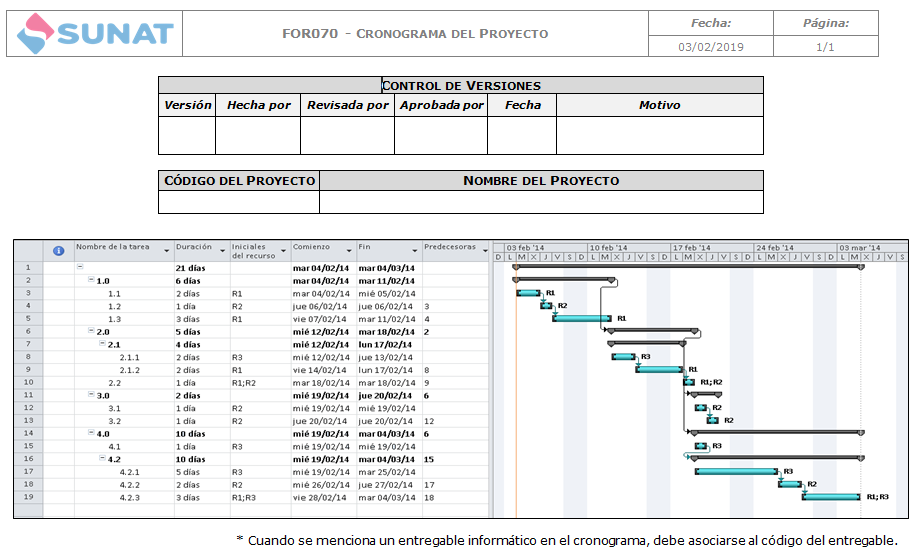 SUNAT
FOR070 - CRONOGRAMA DEL PROYECTO
Fecha: Página:
03/02/2019 1/1
CONTROL DE VERSIONES
Versión Hecha por Revisada por Aprobada por Fecha Motivo
CÓDIGO DEL PROYECTO NOMBRE DEL PROYECTO
Nombre de la tarea Duración Iniciales del recurso Comienzo Fin Predecesoras 03 feb '14 10 feb '14 17 feb '14 24 feb '14 03 mar '14
D L M X J V S D L M X J V S D L M X J V S D L M X J V S D L M X J V S
1 21 días mar 04/02/14 mar 04/03/14
2 1.0 6 días mar 04/02/14 mar 11/02/14
3 1.1 2 días R1 mar 04/02/14 mié 05/02/14 R1
4 1.2 1 día R2 jue 06/02/14 jue 06/02/14 3 R2
5 1.3 3 días R1 vie 07/02/14 mar 11/02/14 4 R1
6 2.0 5 días mié 12/02/14 mar 18/02/14 2
7 2.1 4 días mié 12/02/14 lun 17/02/14
8 2.1.1 2 días R3 mié 12/02/14 jue 13/02/14 R3
9 2.1.2 2 días R1 vie 14/02/14 lun 17/02/14 8 R1
10 2.2 1 día R1;R2 mar 18/02/14 mar 18/02/14 9 R1;R2
11 3.0 2 días mié 19/02/14 jue 20/02/14 6
12 3.1 1 día R2 mié 19/02/14 mié 19/02/14 R2
13 3.2 1 día R2 jue 20/02/14 jue 20/02/14 12 R2
14 4.0 10 días mié 19/02/14 mar 04/03/14 6
15 4.1 1 día R3 mié 19/02/14 mié 19/02/14 R3
16 4.2 10 días mié 19/02/14 mar 04/03/14 15
17 4.2.1 5 días R3 mié 19/02/14 mar 25/02/14 R3
18 4.2.2 2 días R2 mié 26/02/14 jue 27/02/14 17 R2
19 4.2.3 3 días R1;R3 vie 28/02/14 mar 04/03/14 18 R1;R3
* Cuando se menciona un entregable informático en el cronograma, debe asociarse al código del entregable.